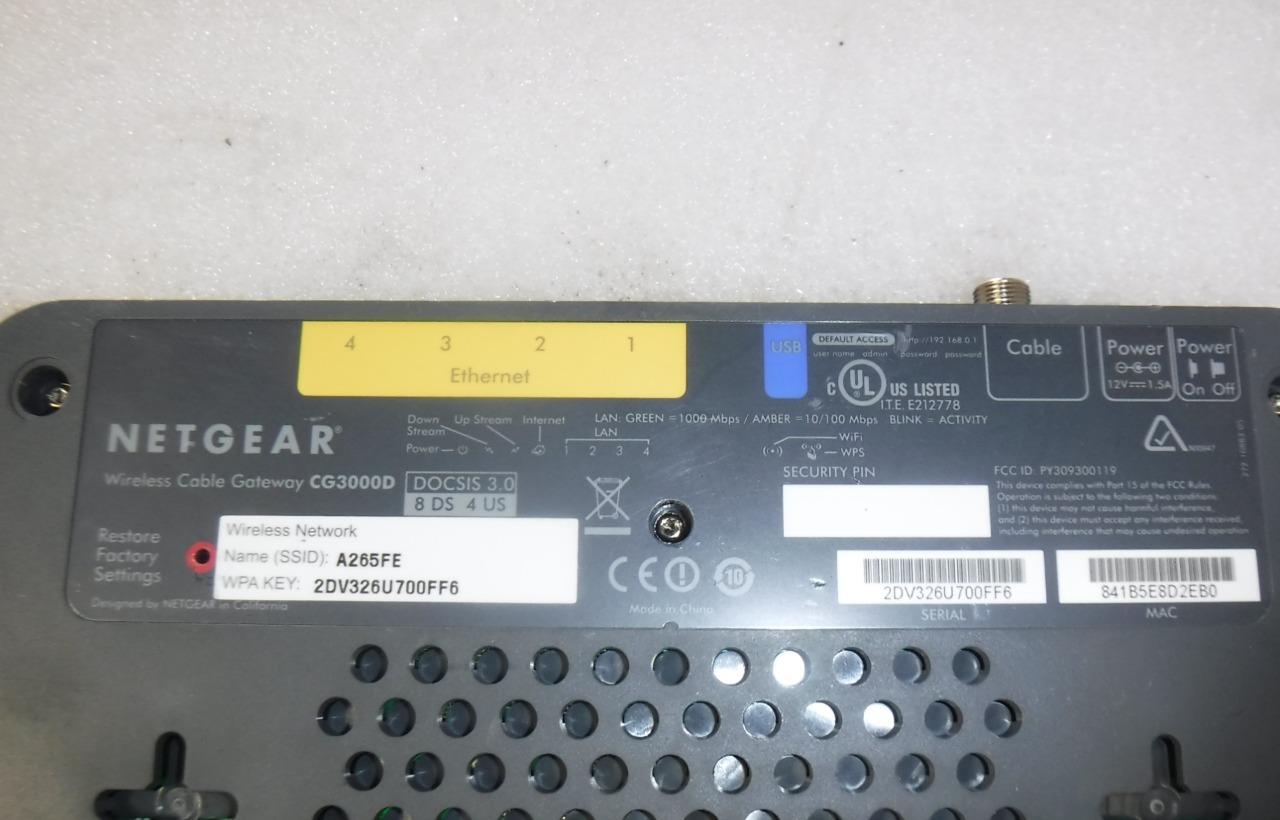 4 3 2 1
Ethernet
USB
DEFAULT ACCESS http://192.168.0.1
user name admin password password
C UL ® US LISTED
I.T.E. E212778
Cable
Power
12V 1.5A
Power
On Off
NETGEAR®
Wireless Cable Gateway CG3000D
DOCSIS 3.0
8 DS 4 US
Down Stream
Up Stream
Internet
Power
LAN: GREEN = 1000 Mbps / AMBER = 10/100 Mbps BLINK = ACTIVITY
LAN
1 2 3 4
WiFi
WPS
SECURITY PIN
FCC ID: PY309300119
This device complies with Part 15 of the FCC Rules.
Operation is subject to the following two conditions:
(1) this device may not cause harmful interference,
and (2) this device must accept any interference received,
including interference that may cause undesired operation
Restore
Factory
Settings
Wireless Network
Name (SSID): A265FE
WPA KEY: 2DV326U700FF6
Designed by NETGEAR in California
CE
10
Made in China
2DV326U700FF6
SERIAL
841B5E8D2EB0
MAC